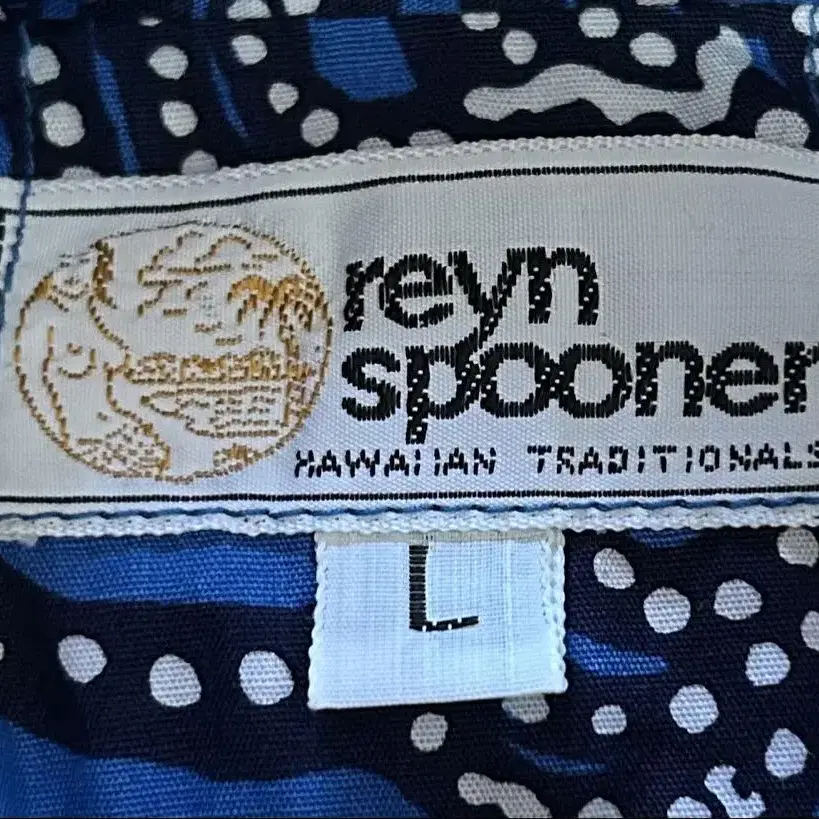 reyn
spooner
HAWAIIAN TRADITIONALS
L